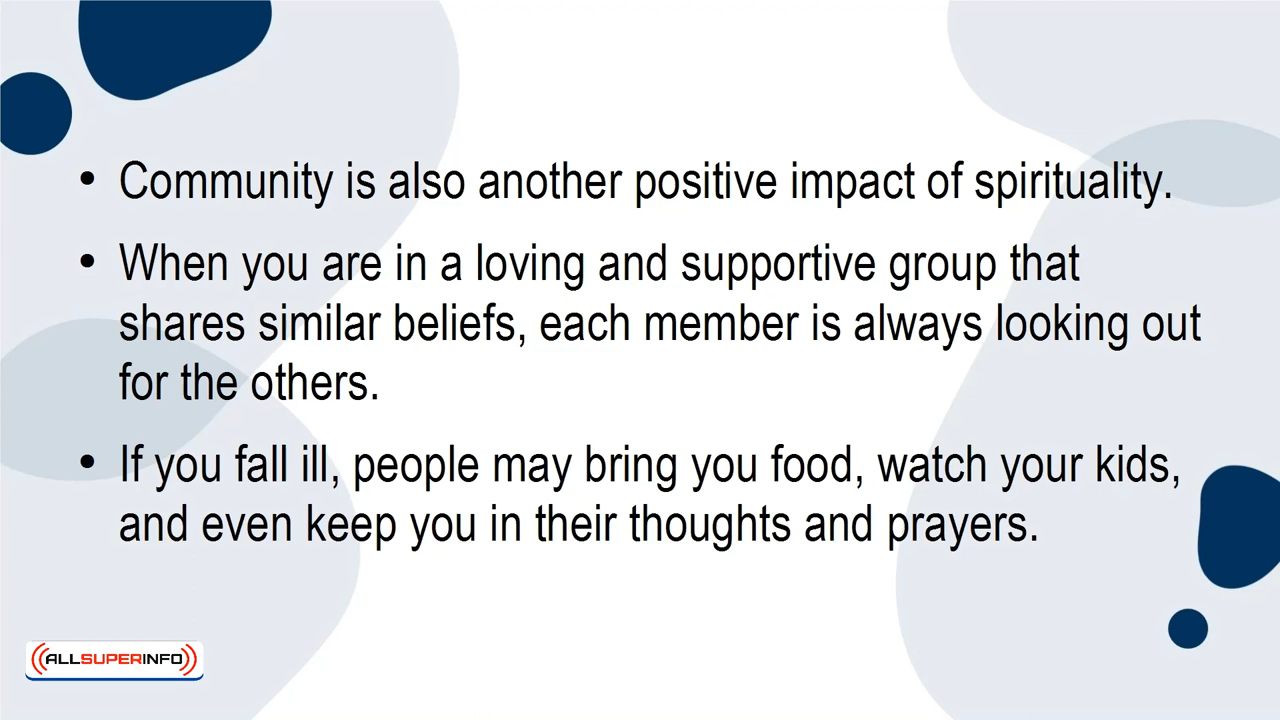 • Community is also another positive impact of spirituality.
• When you are in a loving and supportive group that
shares similar beliefs, each member is always looking out
for the others.
• If you fall ill, people may bring you food, watch your kids,
and even keep you in their thoughts and prayers.
ALLSUPERINFO